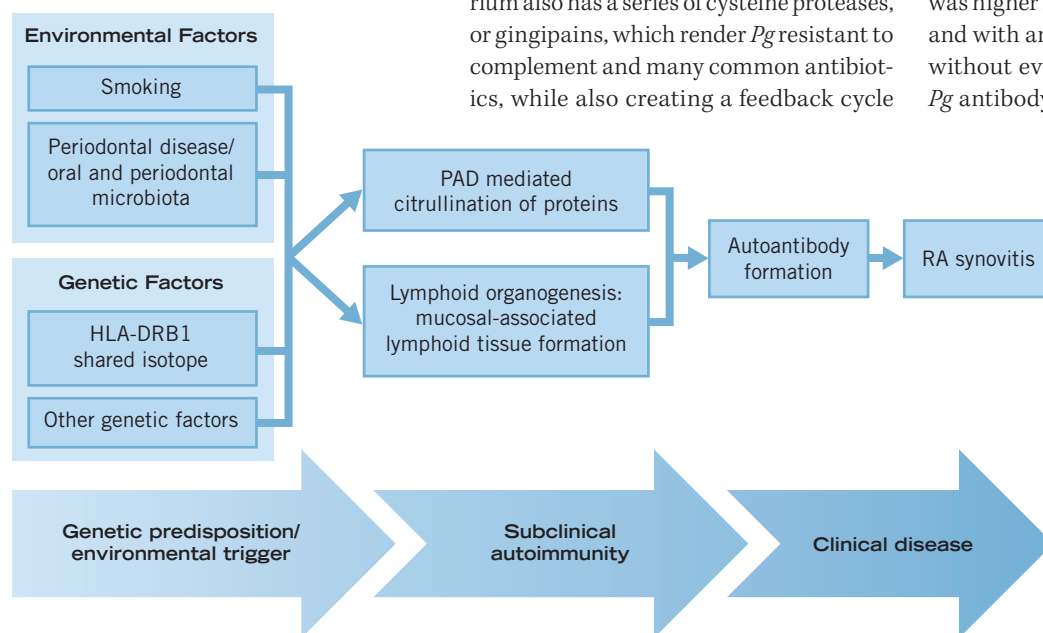 rium also has a series of cysteine proteases,
or gingipains, which render Pg resistant to
complement and many common antibiot-
ics, while also creating a feedback cycle
was higher
and with ar
without ev
Pg antibody
Environmental Factors
Smoking
Periodontal disease/
oral and periodontal
microbiota
Genetic Factors
HLA-DRB1
shared isotope
Other genetic factors
PAD mediated
citrullination of proteins
Lymphoid organogenesis:
mucosal-associated
lymphoid tissue formation
Autoantibody
formation
RA synovitis
Genetic predisposition/
environmental trigger
Subclinical
autoimmunity
Clinical disease